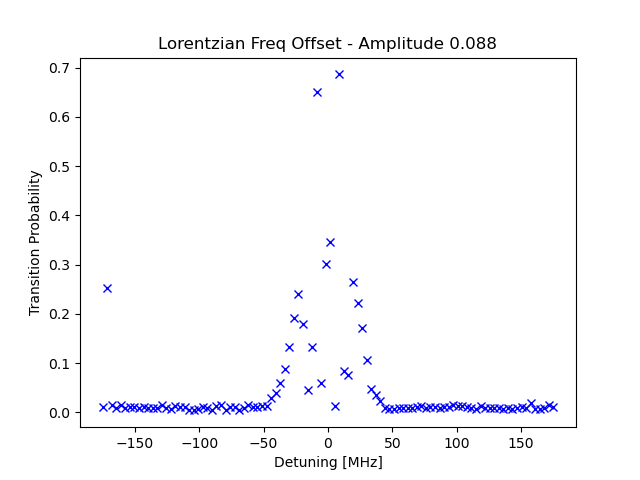 Lorentzian Freq Offset - Amplitude 0.088
0.7
0.6
0.5
0.4
0.3
0.2
0.1
0.0
Transition Probability
−150 −100 −50 0 50 100 150
Detuning [MHz]